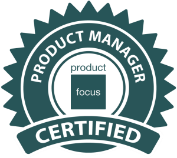 PRODUCT MANAGER
product
focus
CERTIFIED